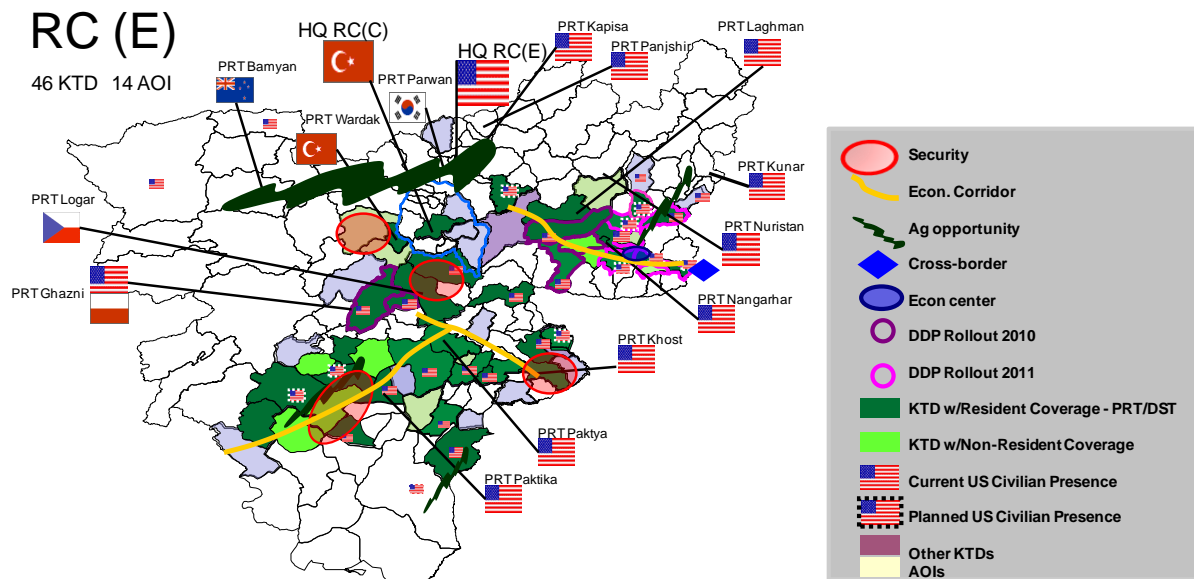 RC (E)
46 KTD 14 AOI
HQ RC(C)
HQ RC(E)
PRT Kapisa
PRT Panjshir
PRT Laghman
PRT Bamyan
PRT Parwan
PRT Wardak
PRT Kunar
PRT Logar
PRT Nuristan
PRT Ghazni
PRT Nangarhar
PRT Khost
PRT Paktya
PRT Paktika
Security
Econ. Corridor
Ag opportunity
Cross-border
Econ center
DDP Rollout 2010
DDP Rollout 2011
KTD w/Resident Coverage - PRT/DST
KTD w/Non-Resident Coverage
Current US Civilian Presence
Planned US Civilian Presence
Other KTDs
AOIs